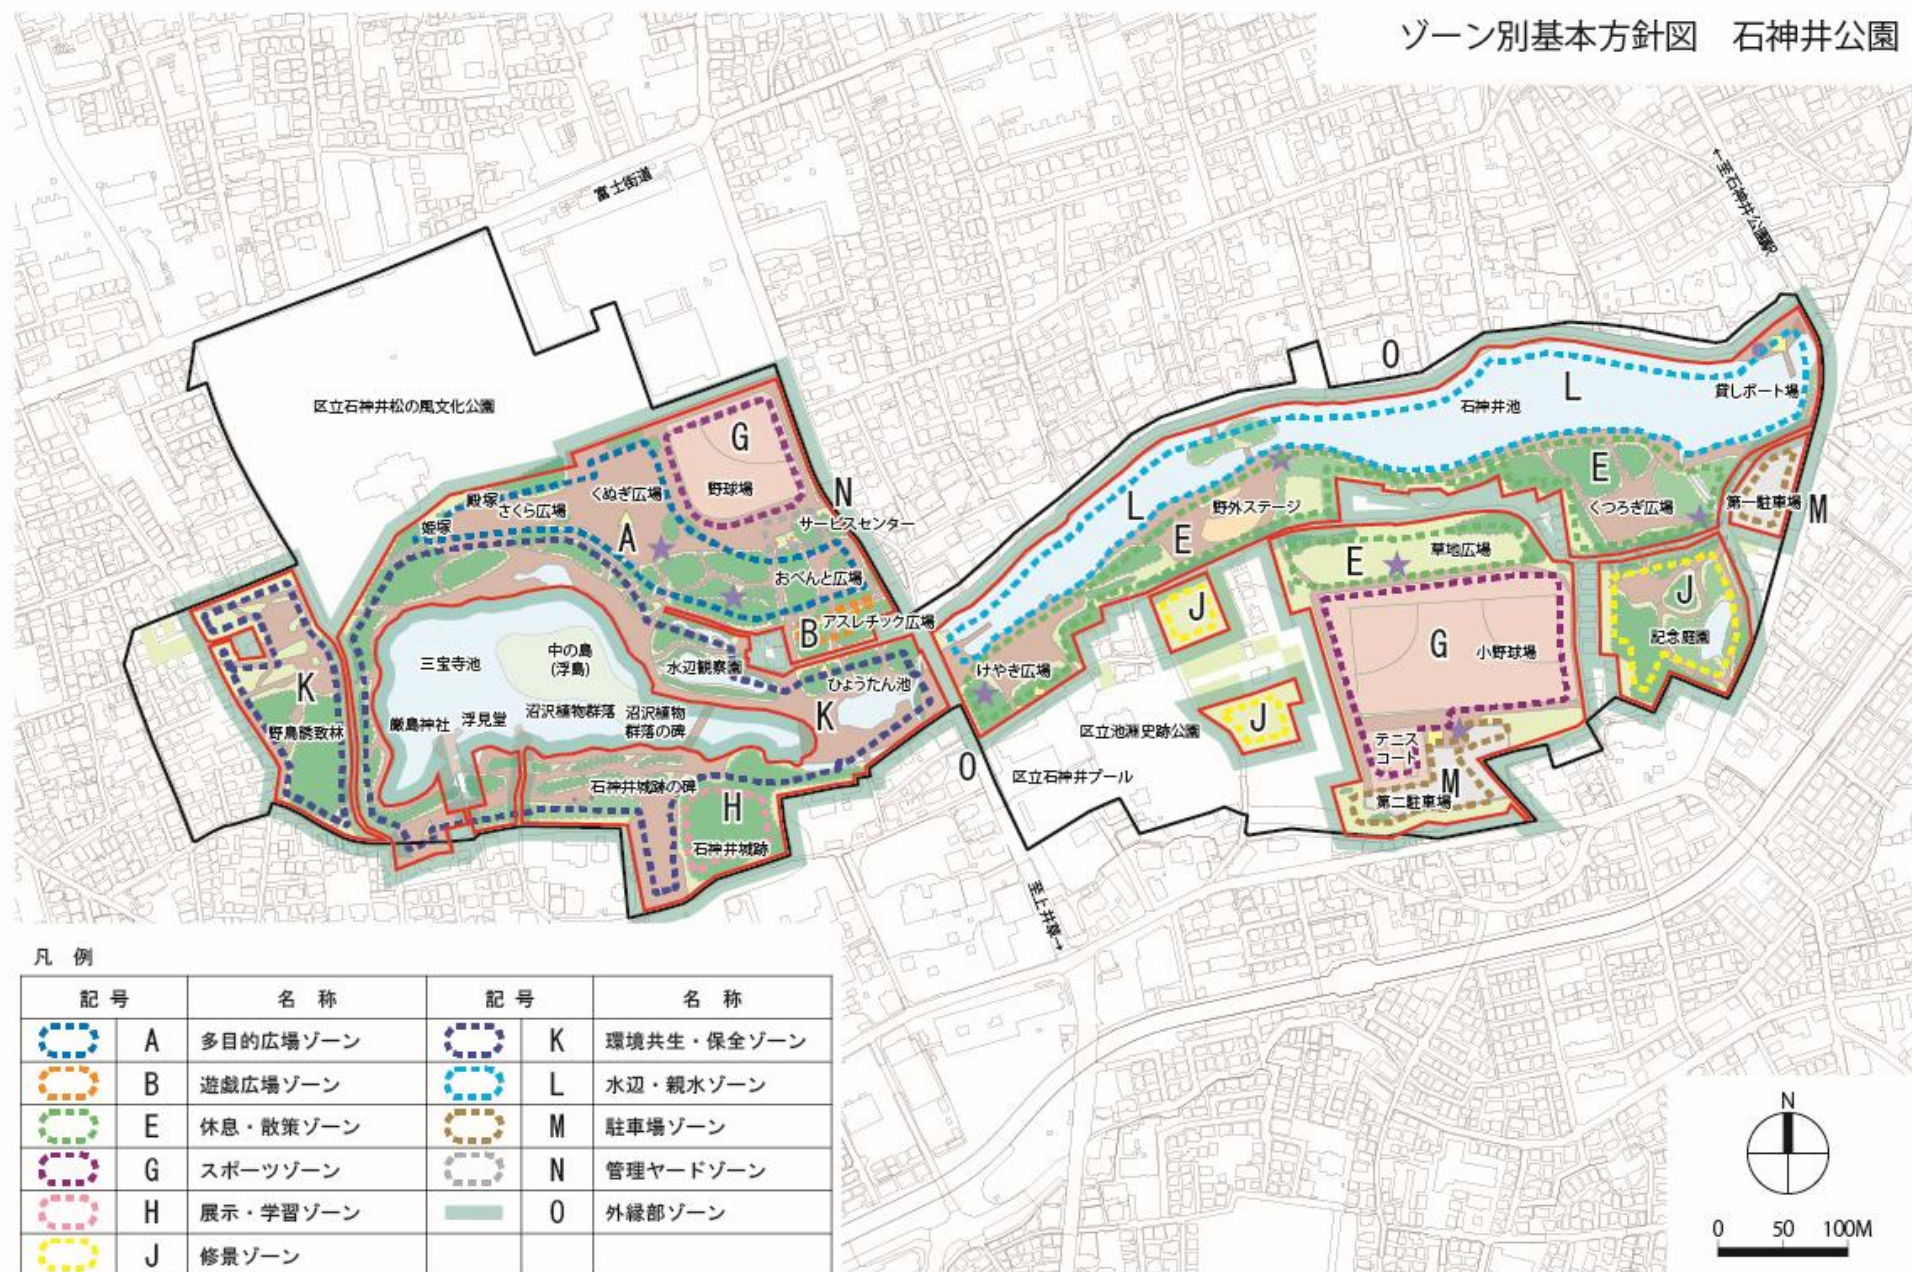 ゾーン別基本方針図　石神井公園
←至石神井公園駅
富士街道
区立石神井松の風文化公園
O
L
石神井池
貸しボート場
G
野球場
N
サービスセンター
殿塚
さくら広場
くぬぎ広場
姫塚
A
おべんと広場
B
アスレチック広場
L
E
野外ステージ
E
くつろぎ広場
第一駐車場
M
E
草地広場
J
J
記念庭園
G
小野球場
三宝寺池
中の島
(浮島)
水辺観察園
ひょうたん池
K
けやき広場
K
野鳥誘致林
厳島神社
浮見堂
沼沢植物群落
沼沢植物
群落の碑
石神井城跡の碑
H
石神井城跡
O
区立池淵史跡公園
区立石神井プール
J
テニス
コート
M
第二駐車場
至上井草→
凡 例
記 号 名 称 記 号 名 称
A 多目的広場ゾーン K 環境共生・保全ゾーン
B 遊戯広場ゾーン L 水辺・親水ゾーン
E 休息・散策ゾーン M 駐車場ゾーン
G スポーツゾーン N 管理ヤードゾーン
H 展示・学習ゾーン O 外縁部ゾーン
J 修景ゾーン
N
0 50 100M